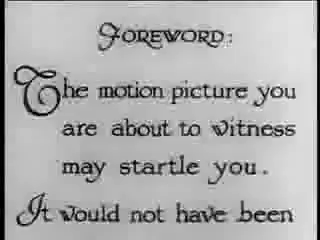 FOREWORD:
The motion picture you
are about to witness
may startle you.
It would not have been